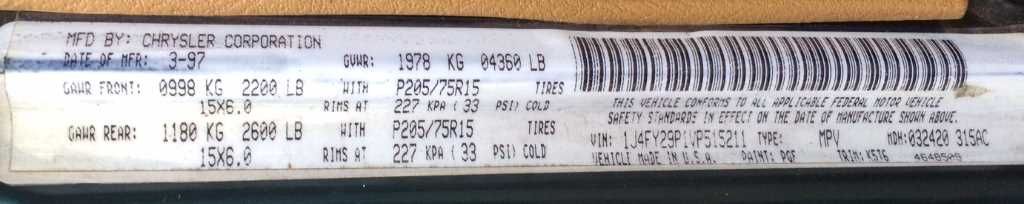 MFD BY: CHRYSLER CORPORATION
DATE OF MFR: 3-97 GVWR: 1978 KG 04360 LB
GAWR FRONT: 0998 KG 2200 LB WITH P205/75R15 TIRES
15X6.0 RIMS AT 227 KPA ( 33 PSI) COLD
GAWR REAR: 1180 KG 2600 LB WITH P205/75R15 TIRES
15X6.0 RIMS AT 227 KPA ( 33 PSI) COLD
THIS VEHICLE CONFORMS TO ALL APPLICABLE FEDERAL MOTOR VEHICLE
SAFETY STANDARDS IN EFFECT ON THE DATE OF MANUFACTURE SHOWN ABOVE.
VIN: 1J4FY29P1VP515211 TYPE: MPV MDH: 032420 315AC
VEHICLE MADE IN U.S.A. PAINT: PGF TRIM: K5T6